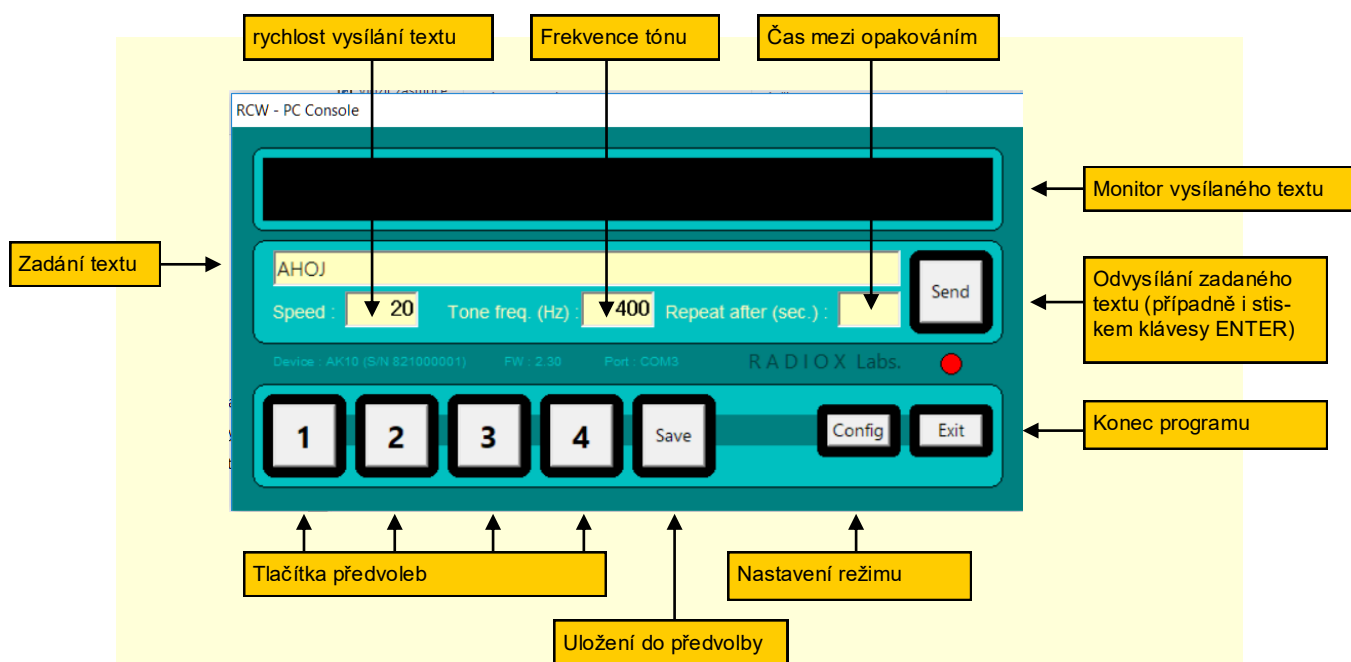 rychlost vysílání textu
Frekvence tónu
Čas mezi opakováním
RCW - PC Console
Monitor vysílaného textu
Zadání textu
AHOJ
Send
Speed : 20 Tone freq. (Hz) : 400 Repeat after (sec.) :
Odvysílání zadaného
textu (případně i stis-
kem klávesy ENTER)
Device : AK10 (S/N 821000001) FW : 2.30 Port : COM3 RADIOX Labs.
1 2 3 4 Save Config Exit
Konec programu
Tlačítka předvoleb
Nastavení režimu
Uložení do předvolby